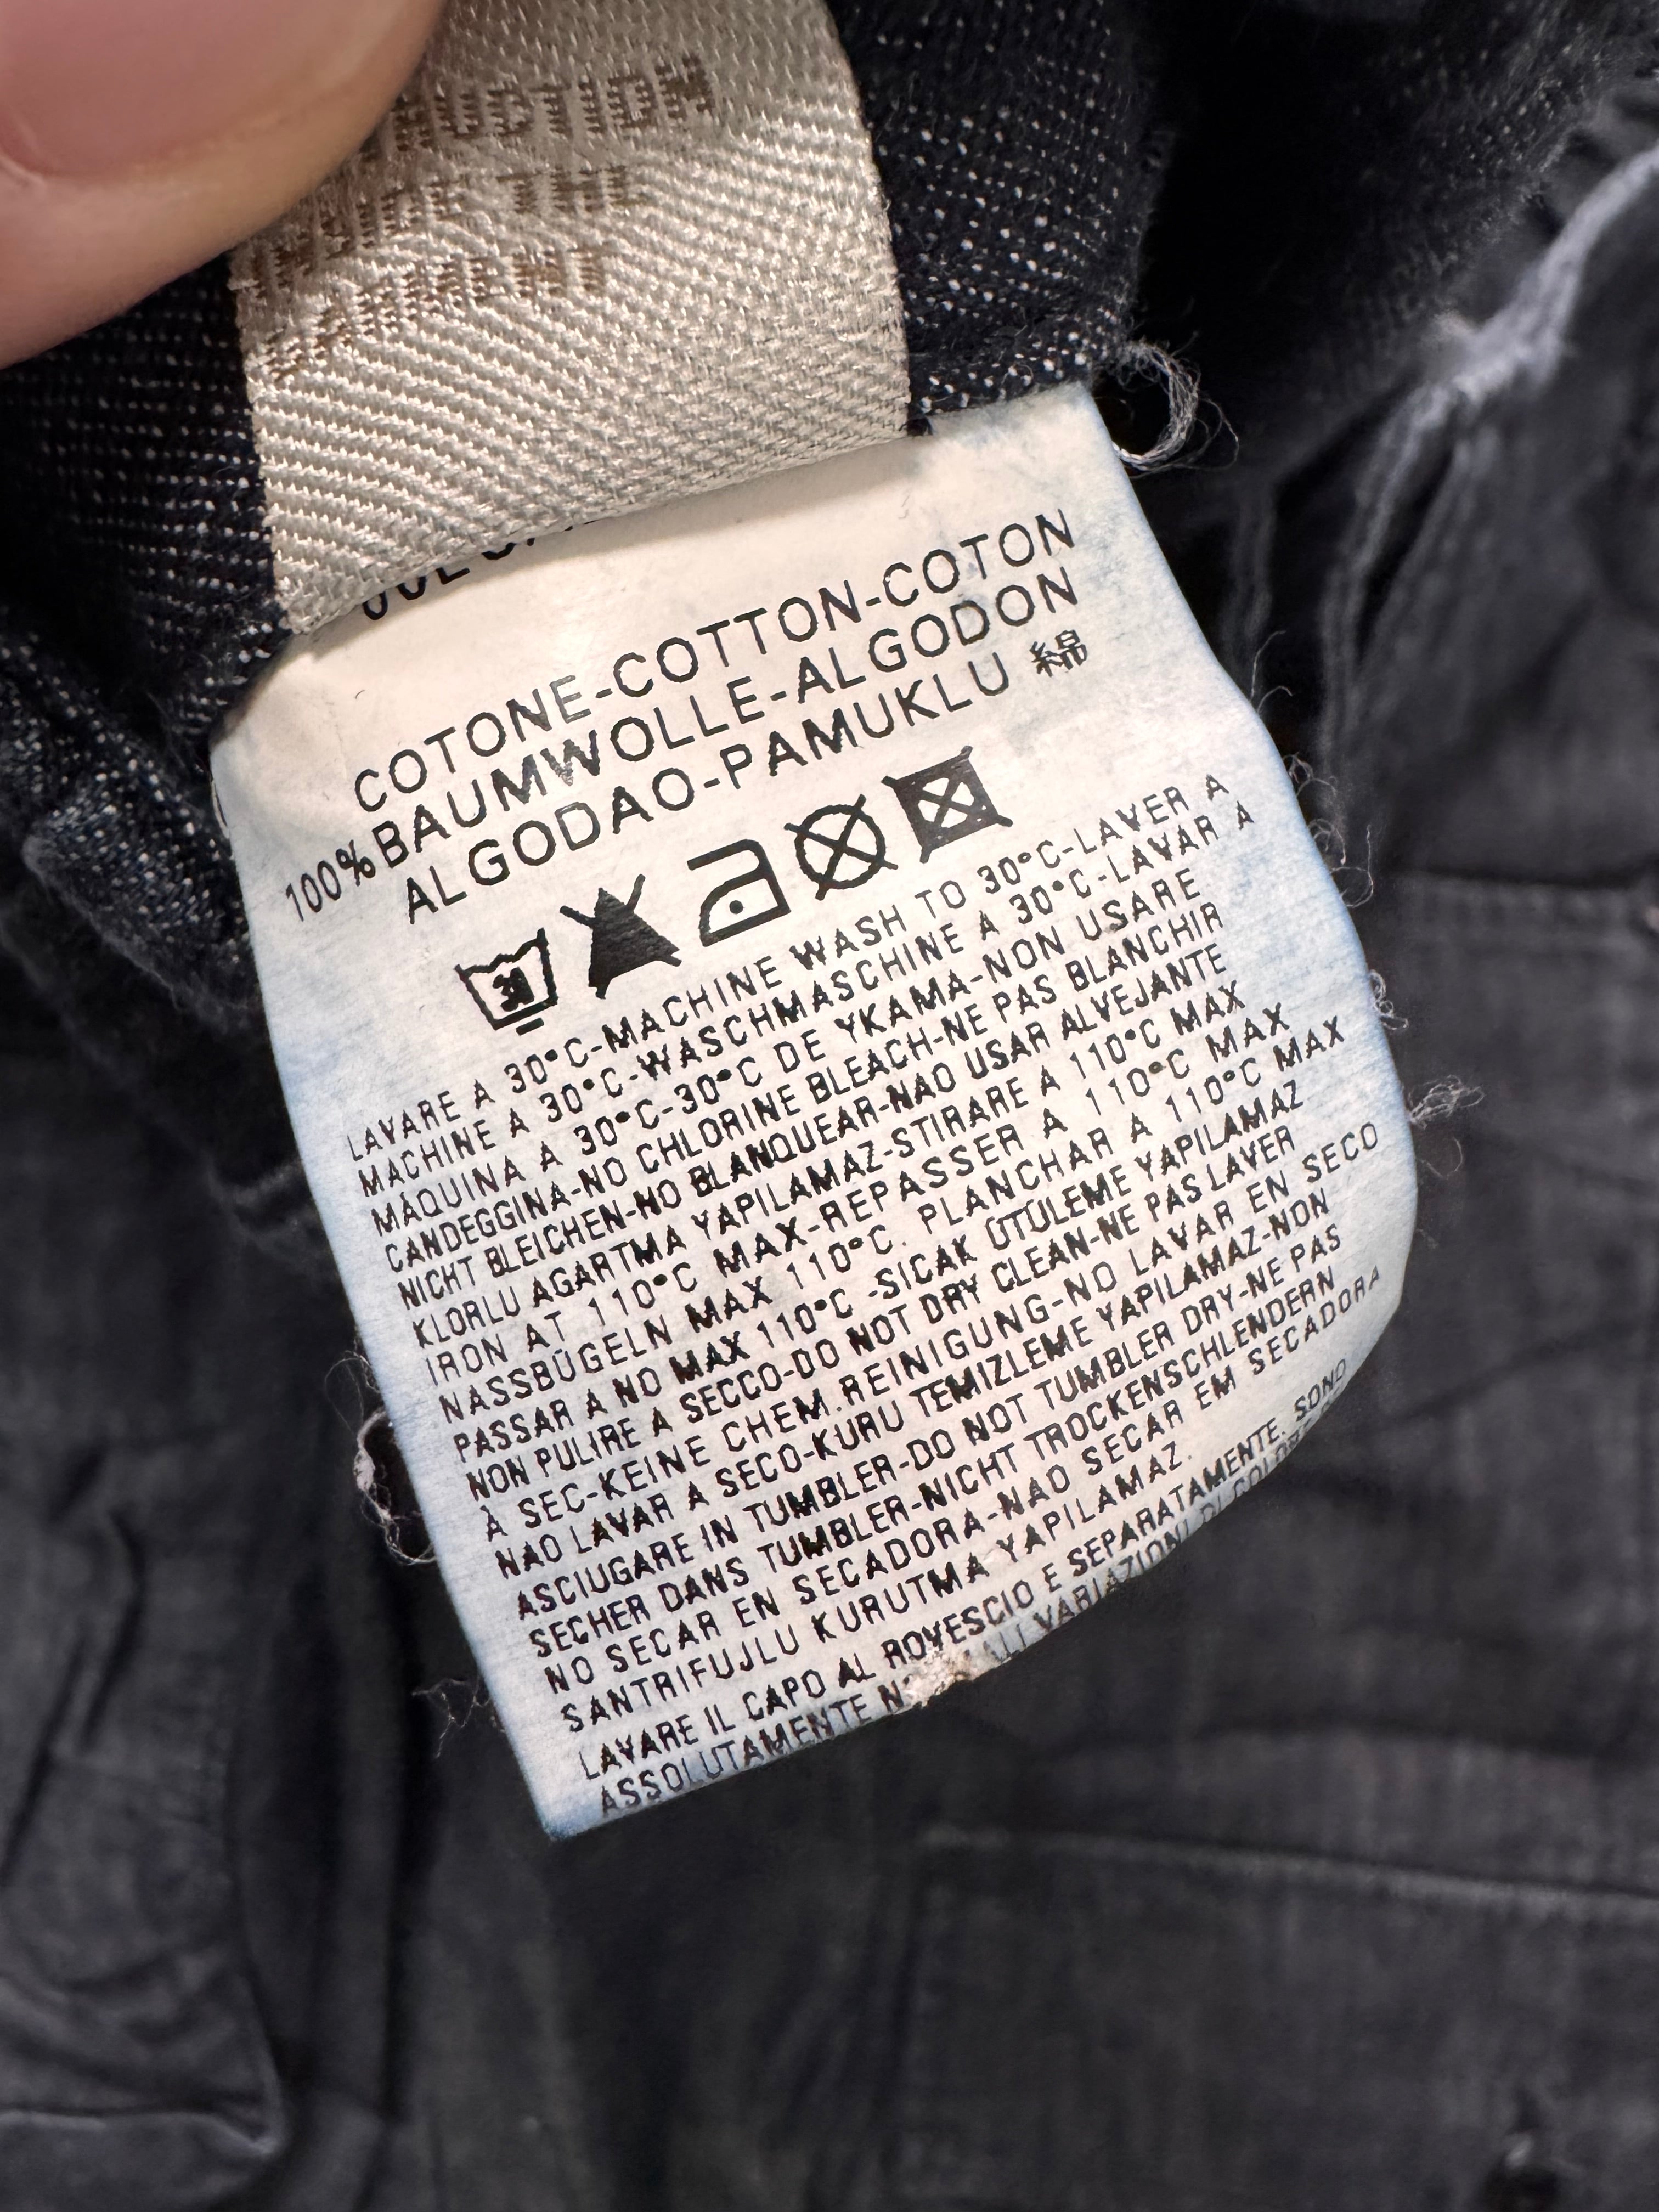 COTONE-COTTON-COTON
100%BAUMWOLLE-ALGODON
ALGODAO-PAMUKLU 綿
30
LAVARE A 30°C-MACHINE WASH TO 30°C-LAVER A
MACHINE A 30°C-WASCHMASCHINE A 30°C-LAVAR A
MAQUINA A 30°C-30°C DE YKAMA-NON USARE
CANDEGGINA-NO CHLORINE BLEACH-NE PAS BLANCHIR
NICHT BLEICHEN-NO BLANQUEAR-NAO USAR ALVEJANTE
KLORLU AGARTMA YAPILAMAZ-STIRARE A 110°C MAX
IRON AT 110°C MAX-REPASSER A 110°C MAX
NASSBÜGELN MAX 110°C. PLANCHAR A 110°C MAX
PASSAR A NO MAX 110°C -SICAK ÜTÜLEME YAPILAMAZ
NON PULIRE A SECCO-DO NOT DRY CLEAN-NE PAS LAVER
À SEC-KEINE CHEM.REINIGUNG-NO LAVAR EN SECO
NAO LAVAR A SECO-KURU TEMIZLEME YAPILAMAZ-NON
ASCIUGARE IN TUMBLER-DO NOT TUMBLER DRY-NE PAS
SECHER DANS TUMBLER-NICHT TROCKENSCHLENDERN
NO SECAR EN SECADORA-NAO SECAR EM SECADORA
SANTRIFUJLU KURUTMA YAPILAMAZ.
LAVARE IL CAPO AL ROVESCIO E SEPARATAMENTE. SONO
ASSOLUTAMENTE VARIAZIONI DI